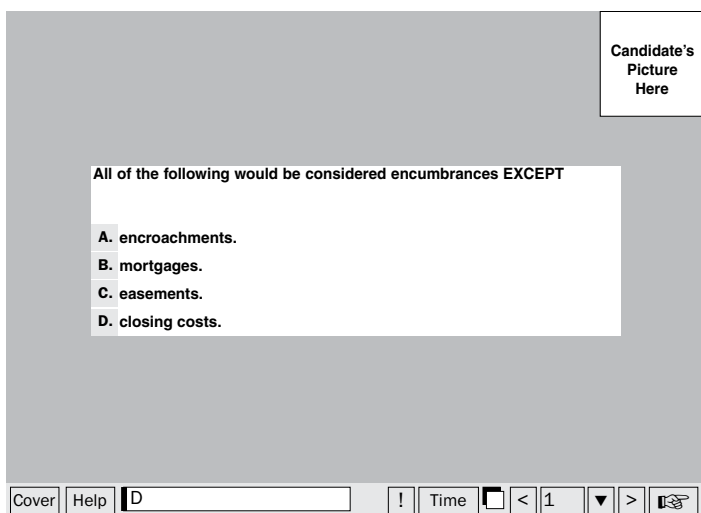 Candidate's
Picture
Here
All of the following would be considered encumbrances EXCEPT
A. encroachments.
B. mortgages.
C. easements.
D. closing costs.
Cover Help D ! Time < 1 ▼ > ☞